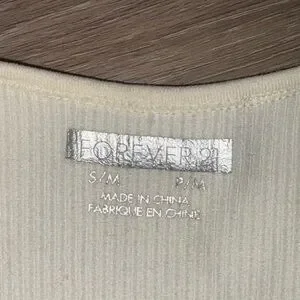 FOREVER 21
S/M P/M
MADE IN CHINA
FABRIQUE EN CHINE